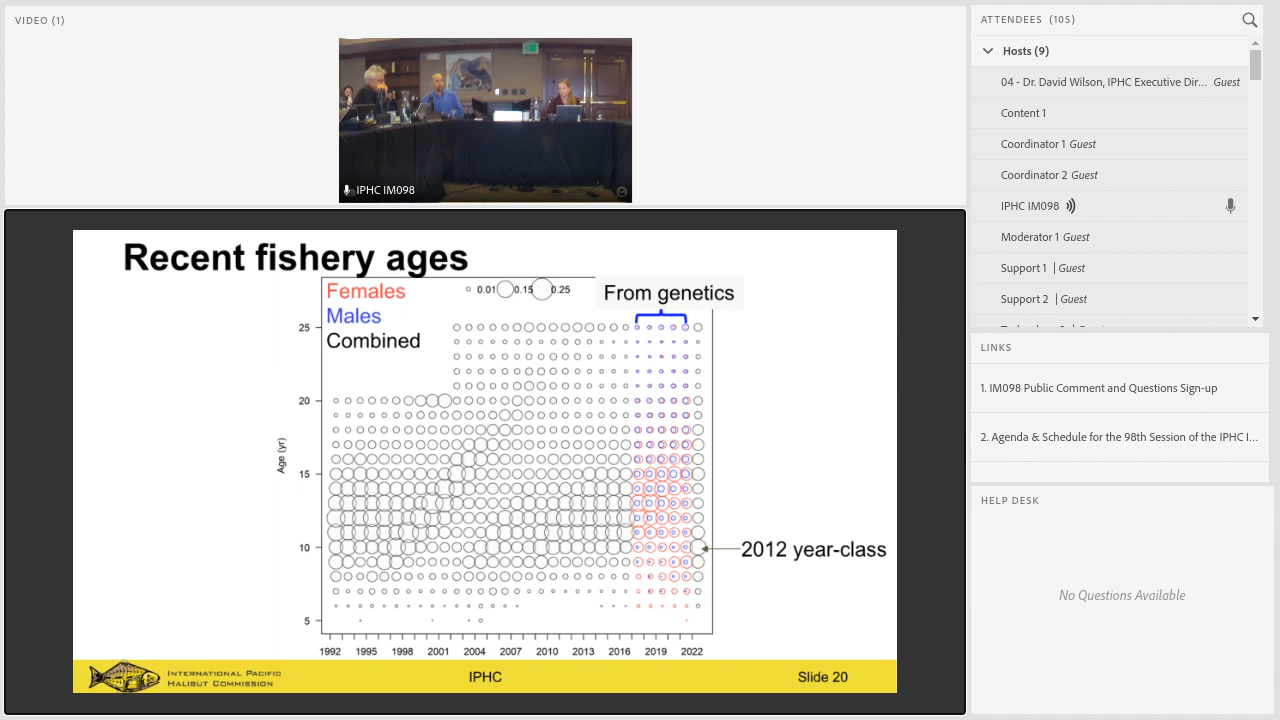 VIDEO (1)
IPHC IM098
Recent fishery ages
Females
Males
Combined
0.01 0.15 0.25
From genetics
25
20
15
10
5
Age (yr)
2012 year-class
1992 1995 1998 2001 2004 2007 2010 2013 2016 2019 2022
INTERNATIONAL PACIFIC
HALIBUT COMMISSION
IPHC
Slide 20
ATTENDEES (105)
Hosts (9)
04 - Dr. David Wilson, IPHC Executive Dir... Guest
Content 1
Coordinator 1 Guest
Coordinator 2 Guest
IPHC IM098
Moderator 1 Guest
Support 1 | Guest
Support 2 | Guest
LINKS
1. IM098 Public Comment and Questions Sign-up
2. Agenda & Schedule for the 98th Session of the IPHC I...
HELP DESK
No Questions Available